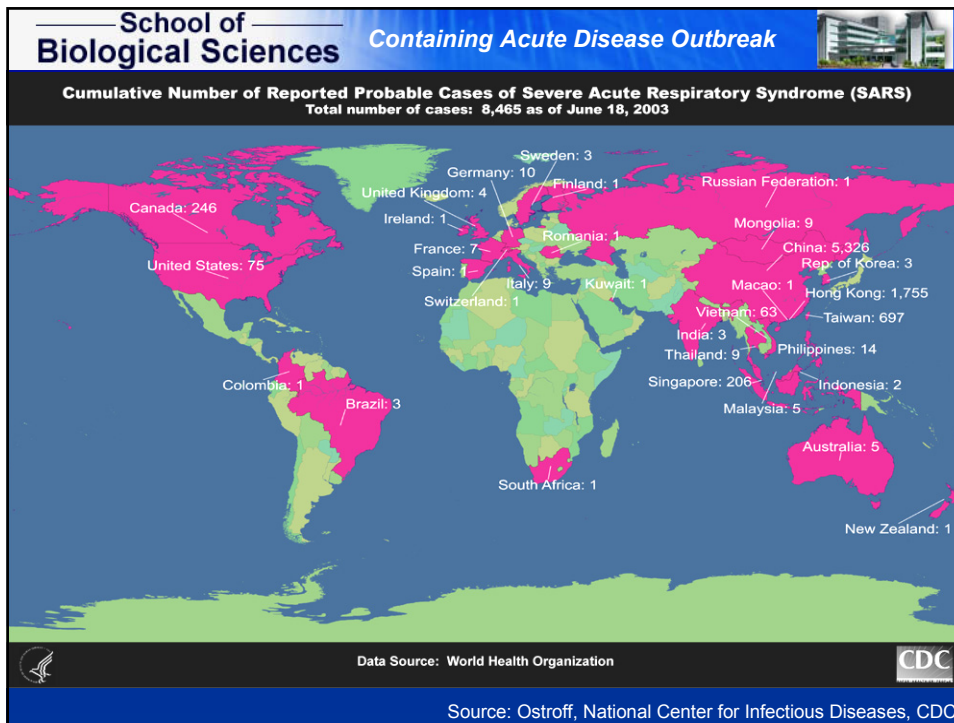 School of
Biological Sciences
Containing Acute Disease Outbreak
Cumulative Number of Reported Probable Cases of Severe Acute Respiratory Syndrome (SARS)
Total number of cases: 8,465 as of June 18, 2003
Sweden: 3
Germany: 10
Finland: 1
Russian Federation: 1
United Kingdom: 4
Canada: 246
Ireland: 1
Mongolia: 9
Romania: 1
France: 7
China: 5,326
United States: 75
Rep. of Korea: 3
Spain: 1
Italy: 9
Kuwait: 1
Macao: 1
Hong Kong: 1,755
Switzerland: 1
Vietnam: 63
Taiwan: 697
India: 3
Thailand: 9
Philippines: 14
Colombia: 1
Singapore: 206
Indonesia: 2
Brazil: 3
Malaysia: 5
Australia: 5
South Africa: 1
New Zealand: 1
Data Source: World Health Organization
CDC
Source: Ostroff, National Center for Infectious Diseases, CDC